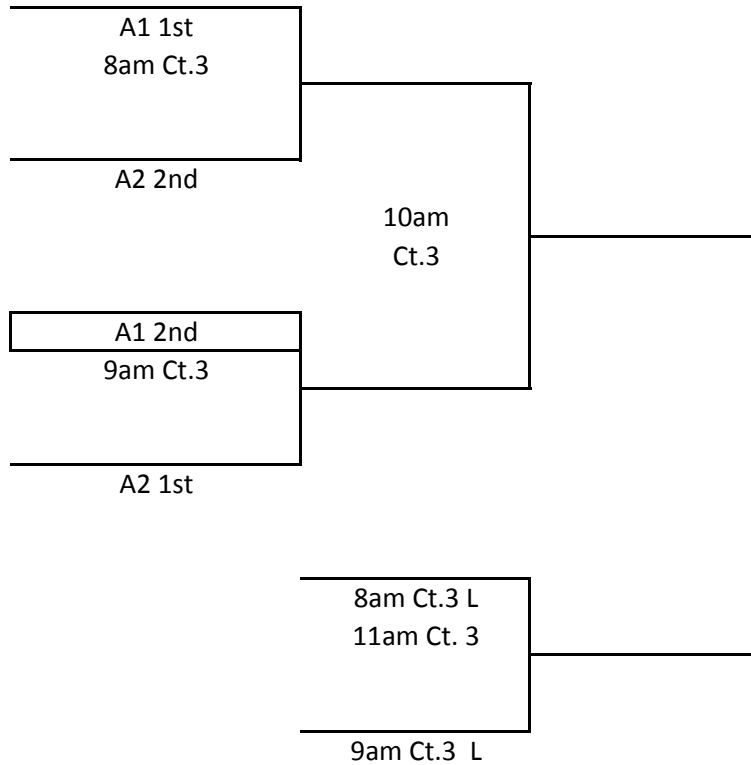 A1 1st
8am Ct.3
A2 2nd
10am
Ct.3
A1 2nd
9am Ct.3
A2 1st
8am Ct.3 L
11am Ct. 3
9am Ct.3 L